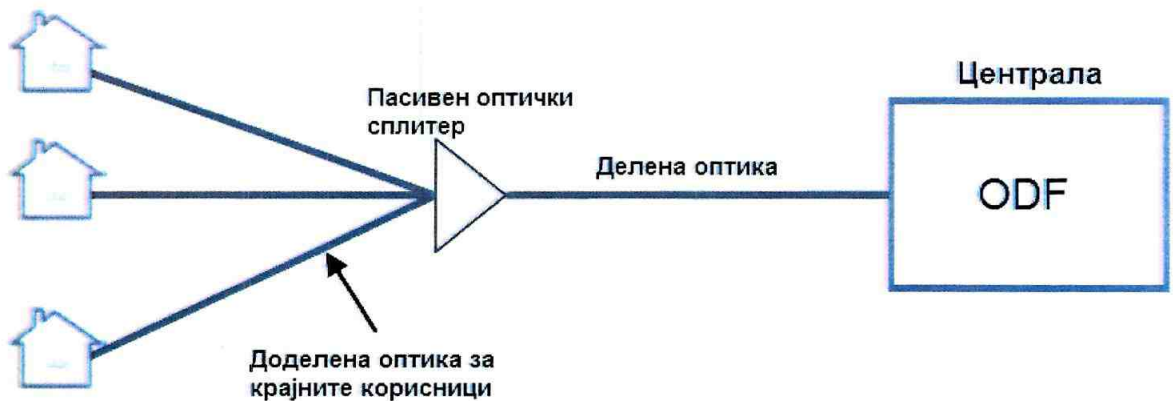 Централа
Пасивен оптички
сплитер
Делена оптика
ODF
Доделена оптика за
крајните корисници